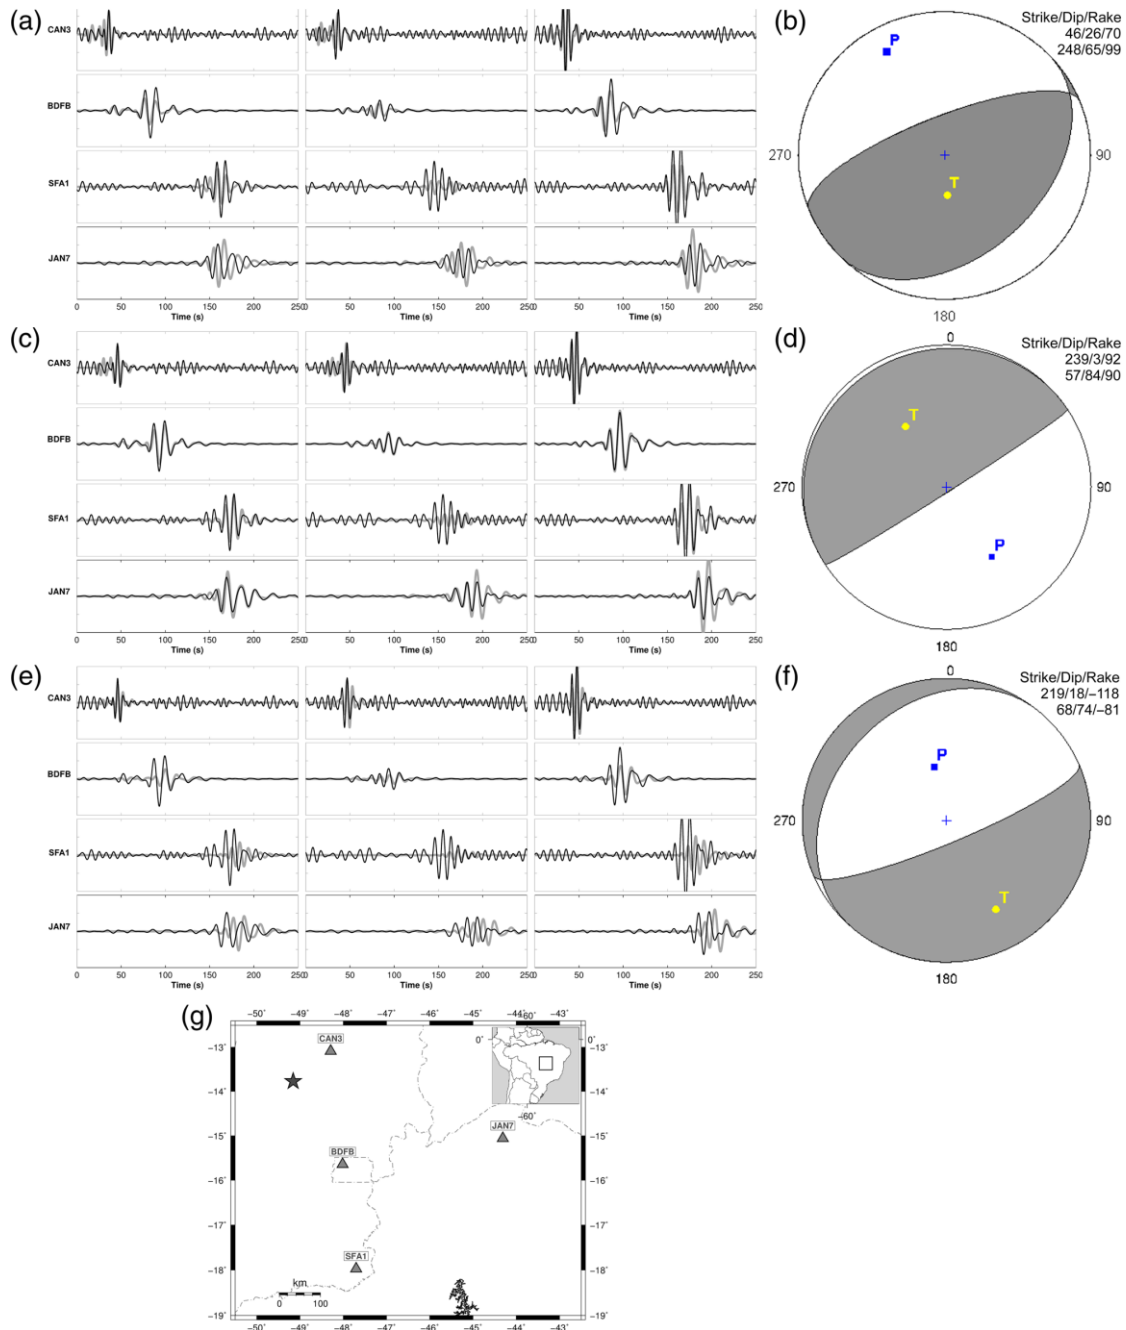 (a)
CAN3
BDFB
SFA1
JAN7
0 50 100 150 200 250 0 50 100 150 200 250 0 50 100 150 200 250
Time (s) Time (s) Time (s)
(b)
Strike/Dip/Rake
46/26/70
248/65/99
P
270
90
T
180
(c)
CAN3
BDFB
SFA1
JAN7
0 50 100 150 200 250 0 50 100 150 200 250 0 50 100 150 200 250
Time (s) Time (s) Time (s)
(d)
0
Strike/Dip/Rake
239/3/92
57/84/90
T
270
90
P
180
(e)
CAN3
BDFB
SFA1
JAN7
0 50 100 150 200 250 0 50 100 150 200 250 0 50 100 150 200 250
Time (s) Time (s) Time (s)
(f)
0
Strike/Dip/Rake
219/18/−118
68/74/−81
P
270
90
T
180
(g)
−50˚ −49˚ −48˚ −47˚ −46˚ −45˚ −44˚ −60˚ −43˚
0˚ 0˚
−13˚ CAN3 −13˚
−14˚ −14˚
−60˚
JAN7
−15˚ −15˚
BDFB
−16˚ −16˚
−17˚ −17˚
SFA1
−18˚ −18˚
km
0 100
−19˚ −19˚
−50˚ −49˚ −48˚ −47˚ −46˚ −45˚ −44˚ −43˚